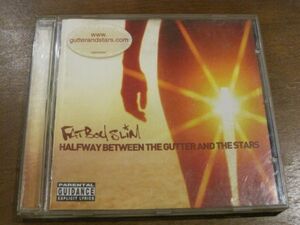 www.
gutterandstars.com
FATBOY SLIM
HALFWAY BETWEEN THE GUTTER AND THE STARS
PARENTAL
GUIDANCE
EXPLICIT LYRICS